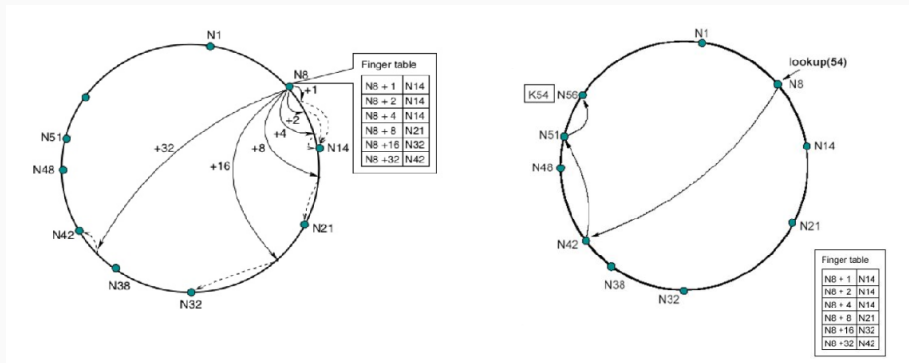 N1
N8
+1
+2
+4
+8
+16
+32
N14
N21
N32
N38
N42
N48
N51
Finger table
N8 + 1 N14
N8 + 2 N14
N8 + 4 N14
N8 + 8 N21
N8 +16 N32
N8 +32 N42
N1
lookup(54)
N8
K54 N56
N51
N48
N14
N42
N21
N38
N32
Finger table
N8 + 1 N14
N8 + 2 N14
N8 + 4 N14
N8 + 8 N21
N8 +16 N32
N8 +32 N42